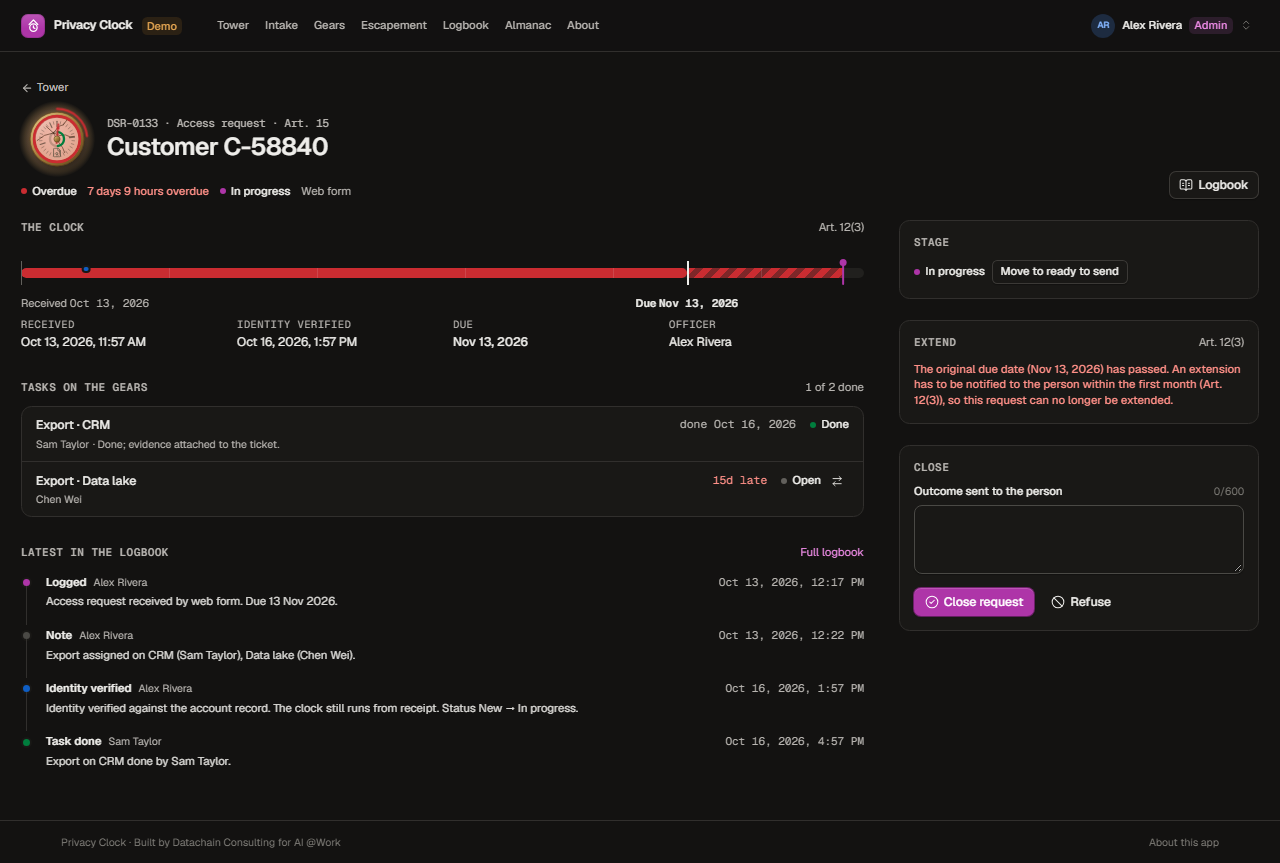 Privacy Clock Demo Tower Intake Gears Escapement Logbook Almanac About AR Alex Rivera Admin
← Tower
DSR-0133 · Access request · Art. 15
Customer C-58840
Overdue 7 days 9 hours overdue In progress Web form
Logbook
THE CLOCK Art. 12(3)
Received Oct 13, 2026 Due Nov 13, 2026
RECEIVED IDENTITY VERIFIED DUE OFFICER
Oct 13, 2026, 11:57 AM Oct 16, 2026, 1:57 PM Nov 13, 2026 Alex Rivera
TASKS ON THE GEARS 1 of 2 done
Export · CRM done Oct 16, 2026 Done
Sam Taylor · Done; evidence attached to the ticket.
Export · Data lake 15d late Open
Chen Wei
LATEST IN THE LOGBOOK Full logbook
Logged Alex Rivera Oct 13, 2026, 12:17 PM
Access request received by web form. Due 13 Nov 2026.
Note Alex Rivera Oct 13, 2026, 12:22 PM
Export assigned on CRM (Sam Taylor), Data lake (Chen Wei).
Identity verified Alex Rivera Oct 16, 2026, 1:57 PM
Identity verified against the account record. The clock still runs from receipt. Status New → In progress.
Task done Sam Taylor Oct 16, 2026, 4:57 PM
Export on CRM done by Sam Taylor.
STAGE
In progress Move to ready to send
EXTEND Art. 12(3)
The original due date (Nov 13, 2026) has passed. An extension
has to be notified to the person within the first month (Art.
12(3)), so this request can no longer be extended.
CLOSE
Outcome sent to the person 0/600
Close request Refuse
Privacy Clock · Built by Datachain Consulting for AI @Work About this app